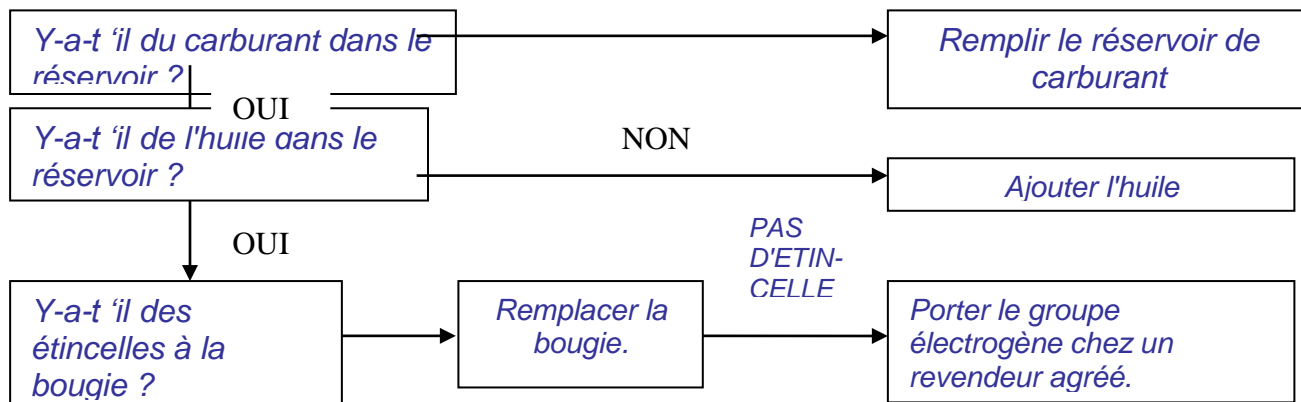 Y-a-t 'il du carburant dans le
réservoir ?
Remplir le réservoir de
carburant
OUI
Y-a-t 'il de l'huile dans le
réservoir ?
NON
Ajouter l'huile
OUI
PAS
D'ETIN-
CELLE
Y-a-t 'il des
étincelles à la
bougie ?
Remplacer la
bougie.
Porter le groupe
électrogène chez un
revendeur agréé.